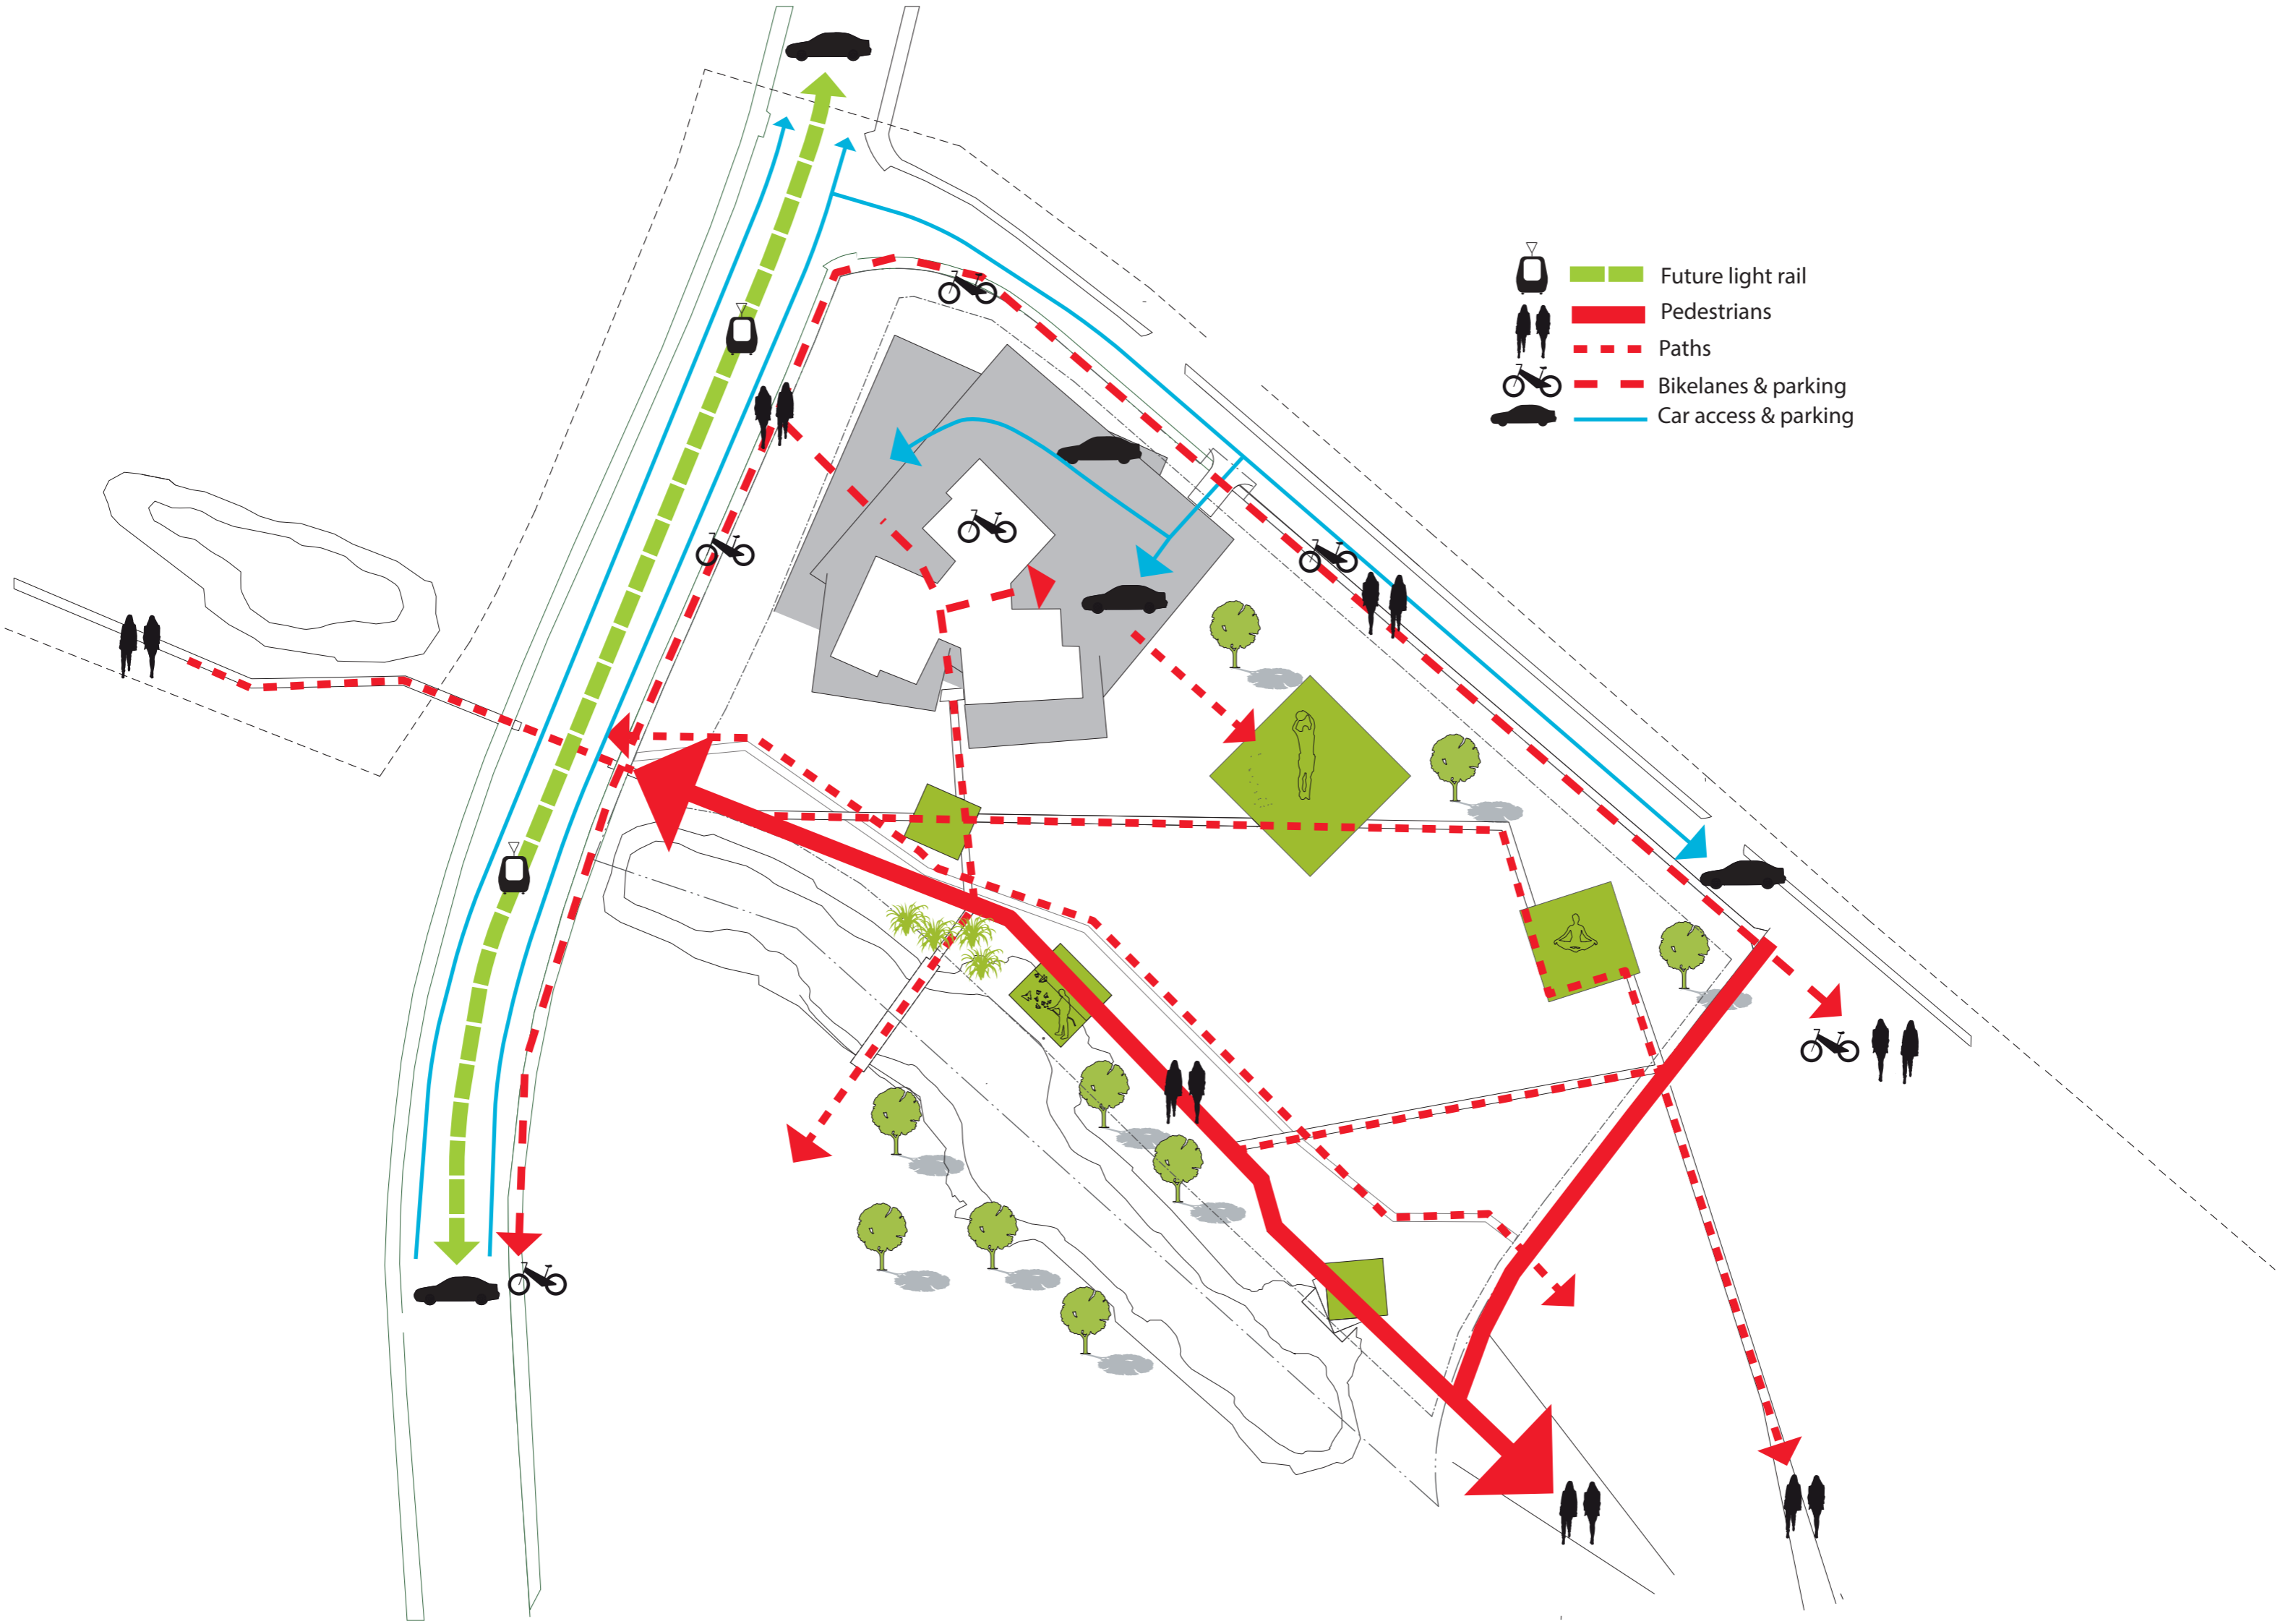 Future light rail
Pedestrians
Paths
Bikelanes & parking
Car access & parking